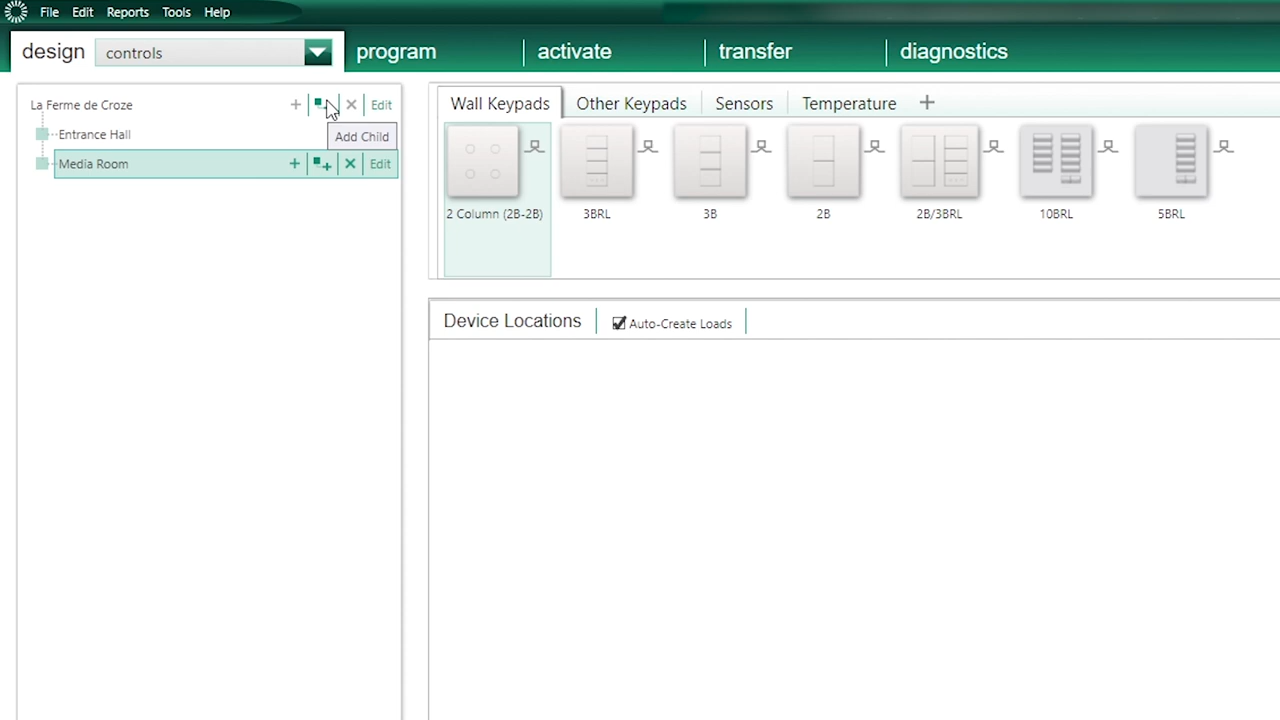 File Edit Reports Tools Help
design controls program activate transfer diagnostics
La Ferme de Croze Edit
Add Child
Entrance Hall
Media Room Edit
Wall Keypads Other Keypads Sensors Temperature +
2 Column (2B-2B) 3BRL 3B 2B 2B/3BRL 10BRL 5BRL
Device Locations Auto-Create Loads